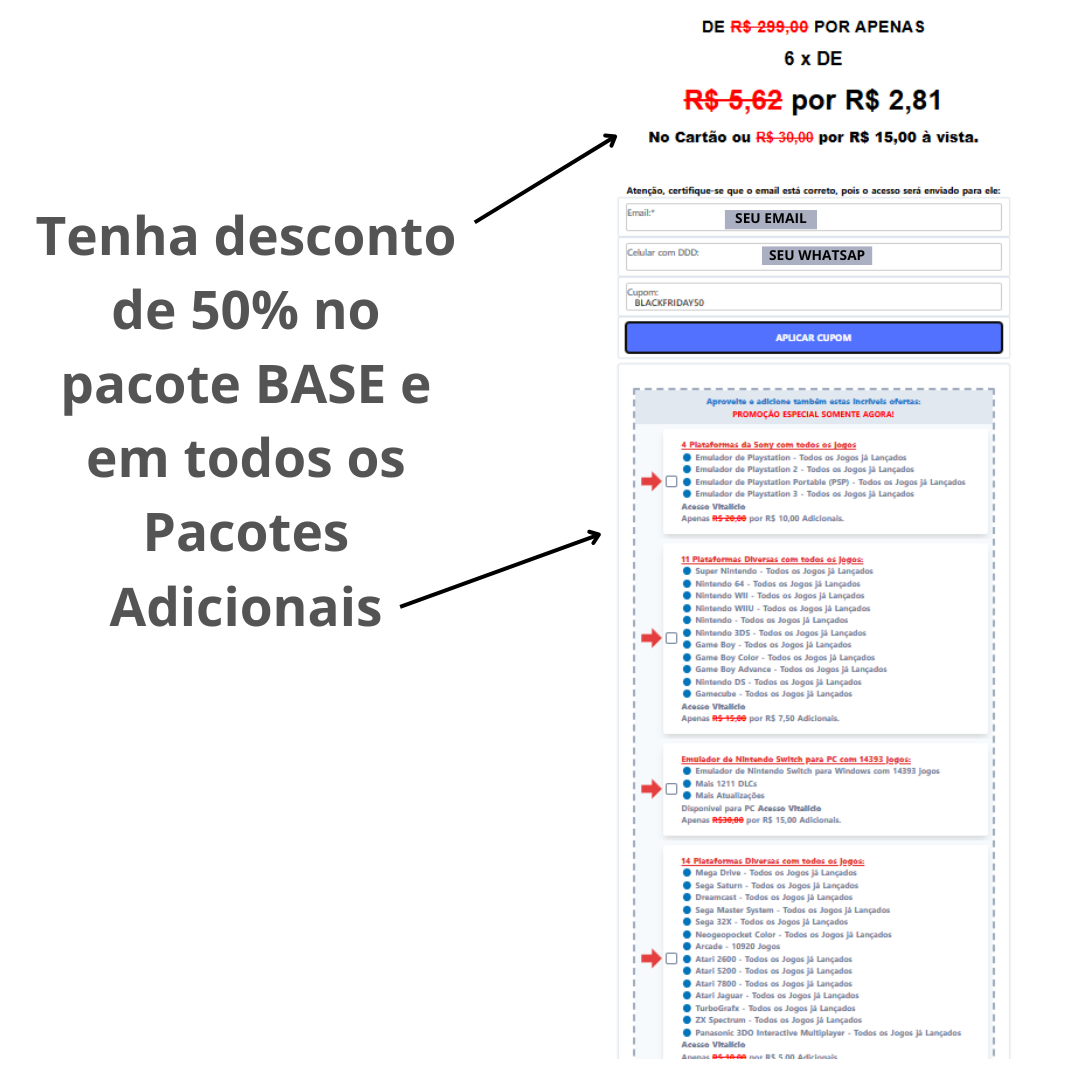 DE R$ 299,00 POR APENAS
6 x DE
R$ 5,62 por R$ 2,81
No Cartão ou R$ 30,00 por R$ 15,00 à vista.
Tenha desconto
de 50% no
pacote BASE e
em todos os
Pacotes
Adicionais
Atenção, certifique-se que o email está correto, pois o acesso será enviado para ele:
Email:*
SEU EMAIL
Celular com DDD:
SEU WHATSAP
Cupom:
BLACKFRIDAY50
APLICAR CUPOM
Aproveite e adicione também estas incríveis ofertas:
PROMOÇÃO ESPECIAL SOMENTE AGORA!
4 Plataformas da Sony com todos os Jogos
Emulador de Playstation - Todos os Jogos já Lançados
Emulador de Playstation 2 - Todos os Jogos já Lançados
Emulador de Playstation Portable (PSP) - Todos os Jogos já Lançados
Emulador de Playstation 3 - Todos os Jogos já Lançados
Acesso Vitalício
Apenas R$ 20,00 por R$ 10,00 Adicionais.
11 Plataformas Diversas com todos os Jogos:
Super Nintendo - Todos os Jogos já Lançados
Nintendo 64 - Todos os Jogos já Lançados
Nintendo WII - Todos os Jogos já Lançados
Nintendo WIIU - Todos os Jogos já Lançados
Nintendo - Todos os Jogos já Lançados
Nintendo 3DS - Todos os Jogos já Lançados
Game Boy - Todos os Jogos já Lançados
Game Boy Color - Todos os Jogos já Lançados
Game Boy Advance - Todos os Jogos já Lançados
Nintendo DS - Todos os Jogos já Lançados
Gamecube - Todos os Jogos já Lançados
Acesso Vitalício
Apenas R$ 15,00 por R$ 7,50 Adicionais.
Emulador de Nintendo Switch para PC com 14393 Jogos:
Emulador de Nintendo Switch para Windows com 14393 jogos
Mais 1211 DLCs
Mais Atualizações
Disponivel para PC Acesso Vitalício
Apenas R$30,00 por R$ 15,00 Adicionais.
14 Plataformas Diversas com todos os Jogos:
Mega Drive - Todos os Jogos já Lançados
Sega Saturn - Todos os Jogos já Lançados
Dreamcast - Todos os Jogos já Lançados
Sega Master System - Todos os Jogos já Lançados
Sega 32X - Todos os Jogos já Lançados
Neogeopocket Color - Todos os Jogos já Lançados
Arcade - 10920 Jogos
Atari 2600 - Todos os Jogos já Lançados
Atari 5200 - Todos os Jogos já Lançados
Atari 7800 - Todos os Jogos já Lançados
Atari Jaguar - Todos os Jogos já Lançados
TurboGrafx - Todos os Jogos já Lançados
ZX Spectrum - Todos os Jogos já Lançados
Panasonic 3DO Interactive Multiplayer - Todos os Jogos já Lançados
Acesso Vitalício
Apenas R$ 10,00 por R$ 5,00 Adicionais